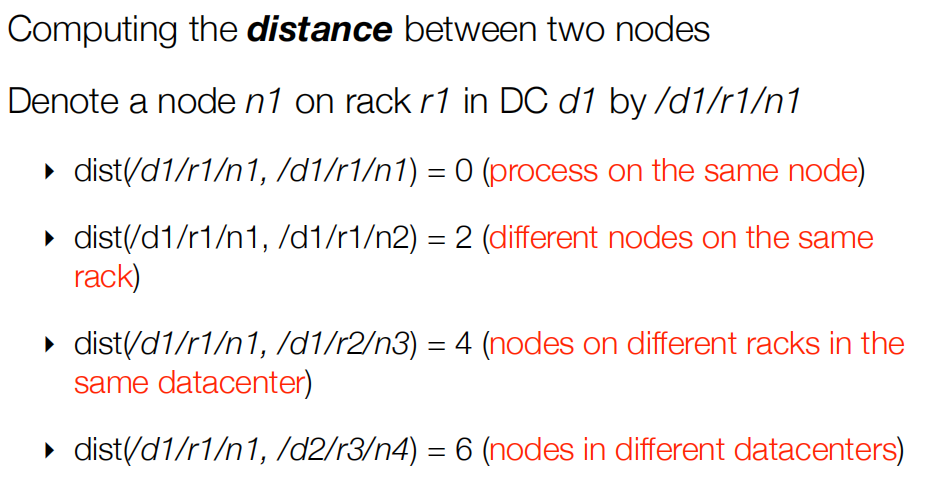 Computing the distance between two nodes
Denote a node n1 on rack r1 in DC d1 by /d1/r1/n1
‣ dist(/d1/r1/n1, /d1/r1/n1) = 0 (process on the same node)
‣ dist(/d1/r1/n1, /d1/r1/n2) = 2 (different nodes on the same
rack)
‣ dist(/d1/r1/n1, /d1/r2/n3) = 4 (nodes on different racks in the
same datacenter)
‣ dist(/d1/r1/n1, /d2/r3/n4) = 6 (nodes in different datacenters)